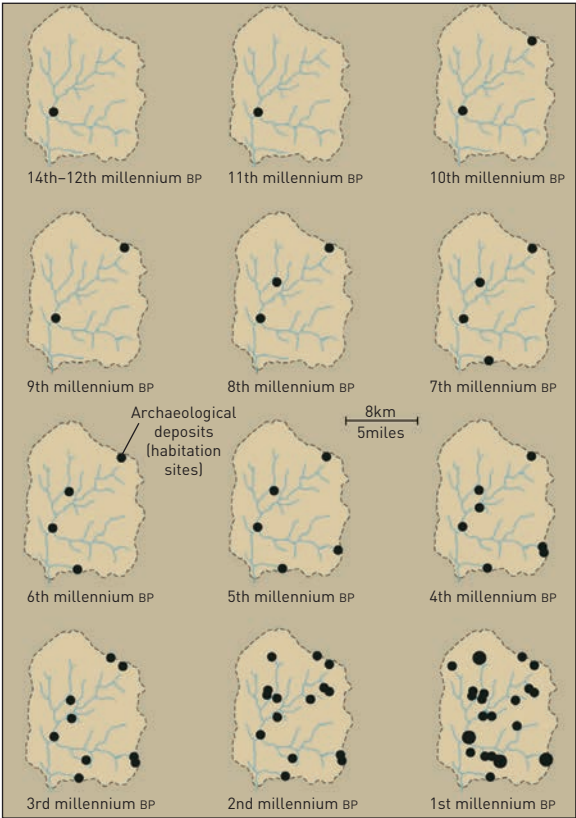 14th–12th millennium BP
11th millennium BP
10th millennium BP
9th millennium BP
8th millennium BP
7th millennium BP
Archaeological
deposits
(habitation
sites)
8km
5miles
6th millennium BP
5th millennium BP
4th millennium BP
3rd millennium BP
2nd millennium BP
1st millennium BP